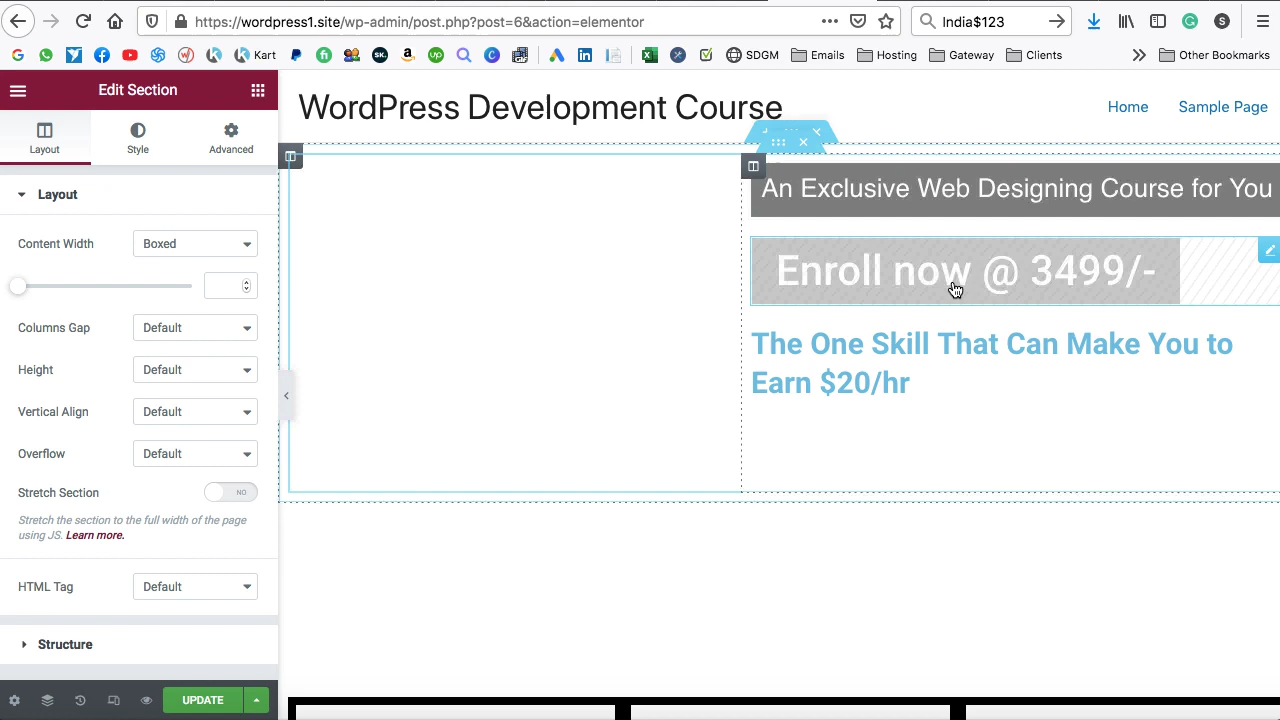 https://wordpress1.site/wp-admin/post.php?post=6&action=elementor
India$123
Kart
SDGM
Emails
Hosting
Gateway
Clients
Other Bookmarks
Edit Section
WordPress Development Course
Home
Sample Page
Layout
Style
Advanced
Layout
Content Width
Boxed
Columns Gap
Default
Height
Default
Vertical Align
Default
Overflow
Default
Stretch Section
NO
Stretch the section to the full width of the page
using JS. Learn more.
HTML Tag
Default
Structure
UPDATE
An Exclusive Web Designing Course for You
Enroll now @ 3499/-
The One Skill That Can Make You to
Earn $20/hr